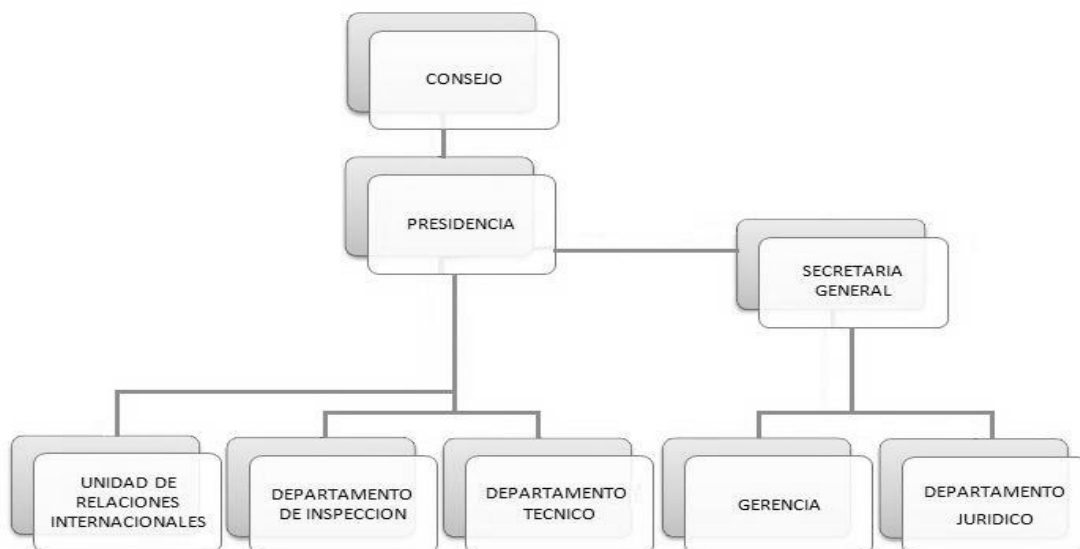 CONSEJO
PRESIDENCIA
SECRETARIA
GENERAL
UNIDAD DE
RELACIONES
INTERNACIONALES
DEPARTAMENTO
DE INSPECCION
DEPARTAMENTO
TECNICO
GERENCIA
DEPARTAMENTO
JURIDICO